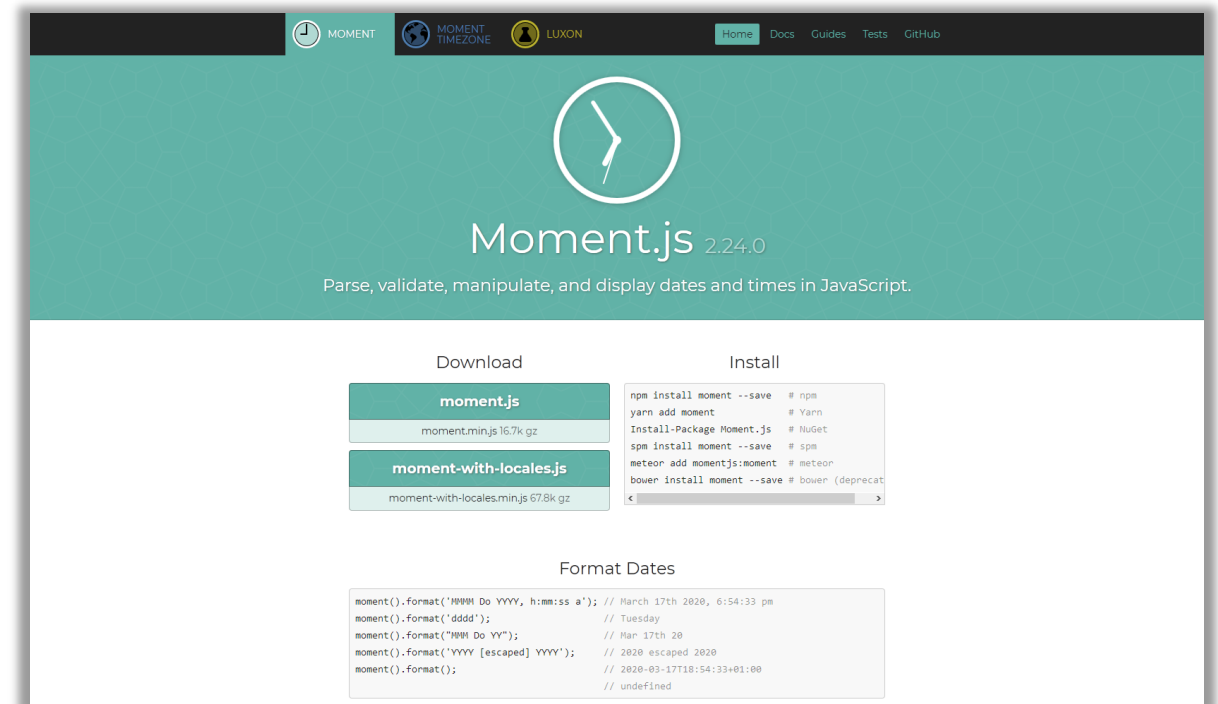 MOMENT
MOMENT
TIMEZONE
LUXON
Home Docs Guides Tests GitHub
Moment.js 2.24.0
Parse, validate, manipulate, and display dates and times in JavaScript.
Download
moment.js
moment.min.js 16.7k gz
moment-with-locales.js
moment-with-locales.min.js 67.8k gz
Install
npm install moment --save # npm
yarn add moment # Yarn
Install-Package Moment.js # NuGet
spm install moment --save # spm
meteor add momentjs:moment # meteor
bower install moment --save # bower (deprecat
Format Dates
moment().format('MMMM Do YYYY, h:mm:ss a'); // March 17th 2020, 6:54:33 pm
moment().format('dddd'); // Tuesday
moment().format("MMM Do YY"); // Mar 17th 20
moment().format('YYYY [escaped] YYYY'); // 2020 escaped 2020
moment().format(); // 2020-03-17T18:54:33+01:00
// undefined